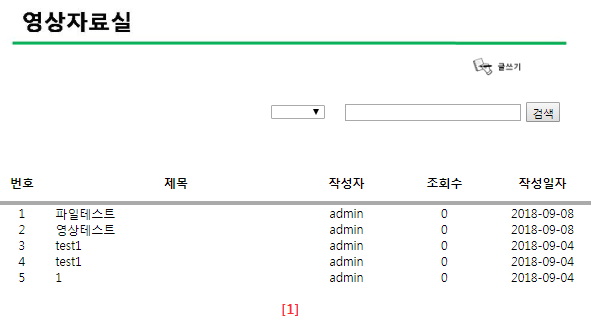 영상자료실
글쓰기
검색
번호 제목 작성자 조회수 작성일자
1 파일테스트 admin 0 2018-09-08
2 영상테스트 admin 0 2018-09-08
3 test1 admin 0 2018-09-04
4 test1 admin 0 2018-09-04
5 1 admin 0 2018-09-04
[1]